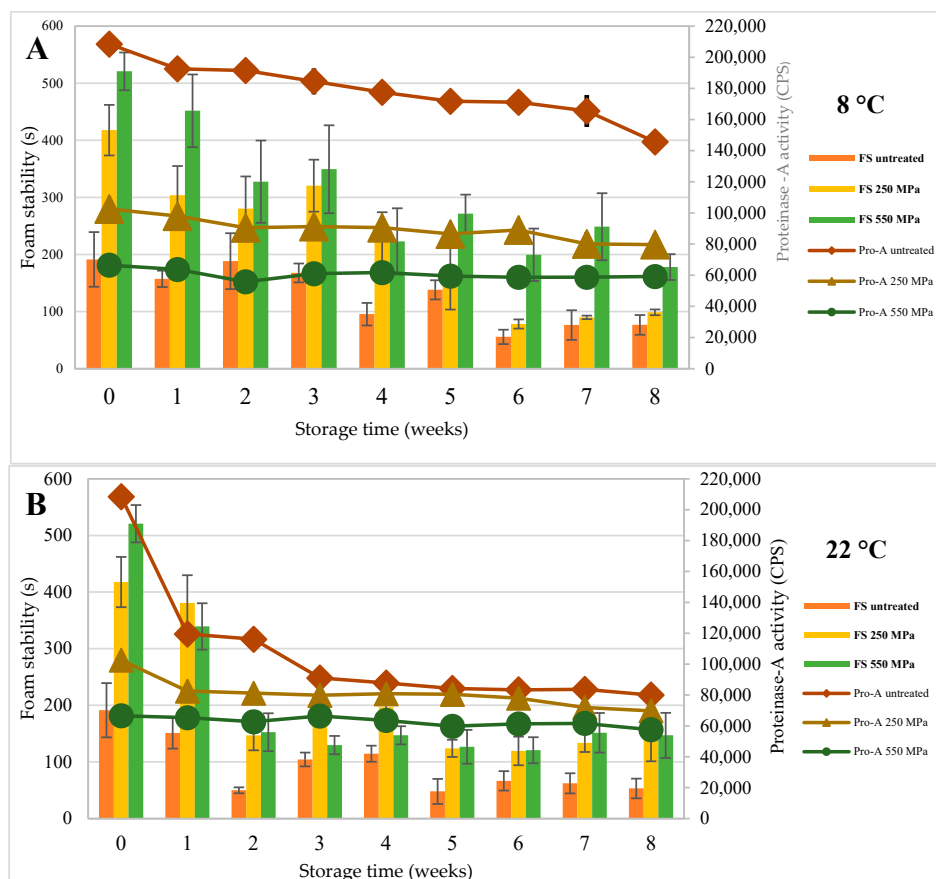 A
8 °C
Foam stability (s)
600
500
400
300
200
100
0
220,000
200,000
180,000
160,000
140,000
120,000
100,000
80,000
60,000
40,000
20,000
0
Proteinase -A activity (CPS)
FS untreated
FS 250 MPa
FS 550 MPa
Pro-A untreated
Pro-A 250 MPa
Pro-A 550 MPa
0 1 2 3 4 5 6 7 8
Storage time (weeks)
B
22 °C
Foam stability (s)
600
500
400
300
200
100
0
220,000
200,000
180,000
160,000
140,000
120,000
100,000
80,000
60,000
40,000
20,000
0
Proteinase-A activity (CPS)
FS untreated
FS 250 MPa
FS 550 MPa
Pro-A untreated
Pro-A 250 MPa
Pro-A 550 MPa
0 1 2 3 4 5 6 7 8
Storage time (weeks)